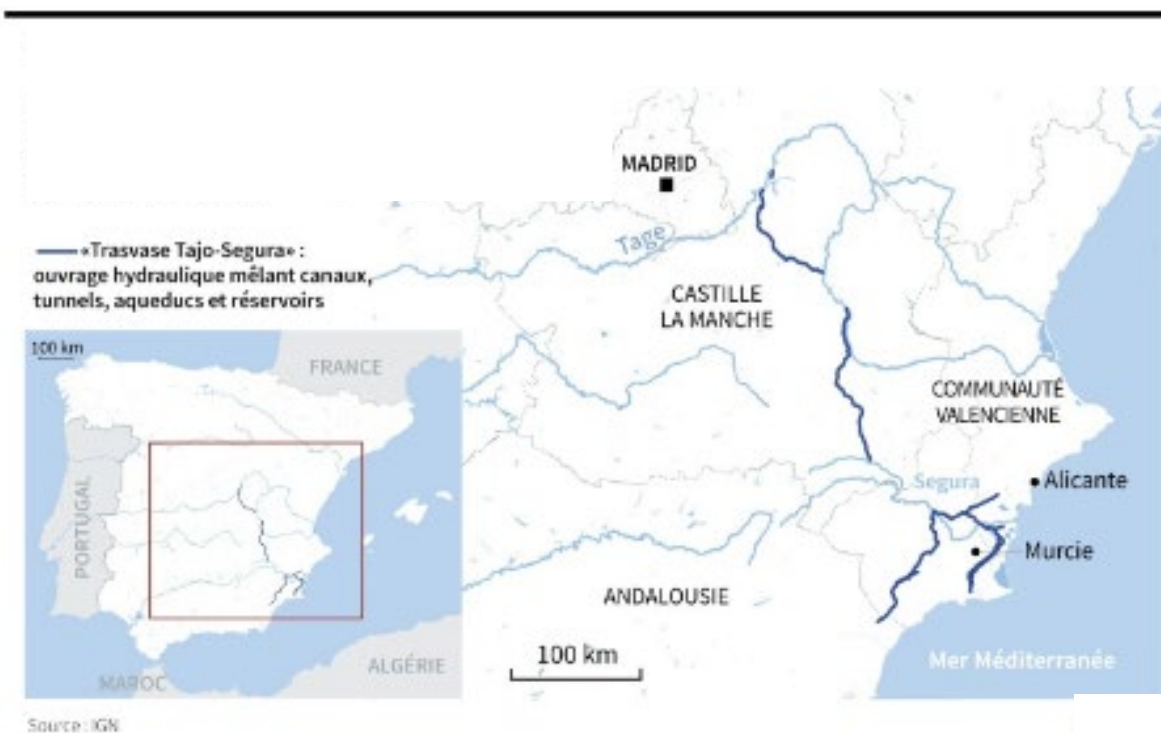 MADRID
«Trasvase Tajo-Segura» :
ouvrage hydraulique mêlant canaux,
tunnels, aqueducs et réservoirs
Tage
CASTILLE
LA MANCHE
COMMUNAUTÉ
VALENCIENNE
Segura
Alicante
Murcie
ANDALOUSIE
100 km
Mer Méditerranée
100 km
FRANCE
PORTUGAL
ALGÉRIE
MAROC
Source : IGN